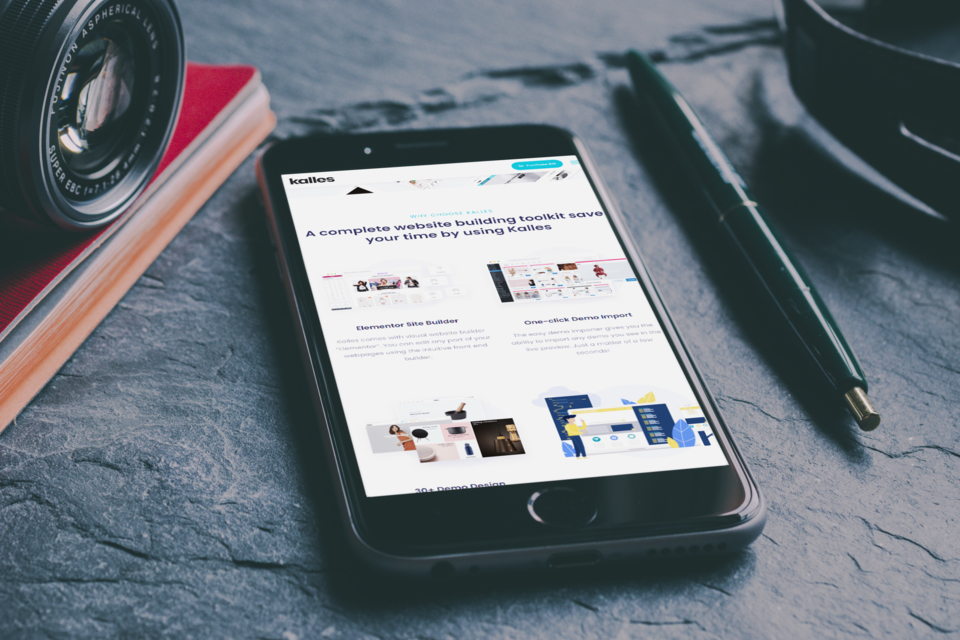 FUJINON ASPHERICAL LENS
SUPER EBC f=7.1-28
kalles
Purchase
WHY CHOOSE KALLES
A complete website building toolkit save
your time by using Kalles
Elementor Site Builder
Kalles comes with visual website builder
"Elementor". You can edit any part of your
webpages using the intuitive front end
builder.
One-click Demo Import
The easy demo importer gives you the
ability to import any demo you see in the
live preview. Just a matter of a few
seconds!
20+ Demo Design